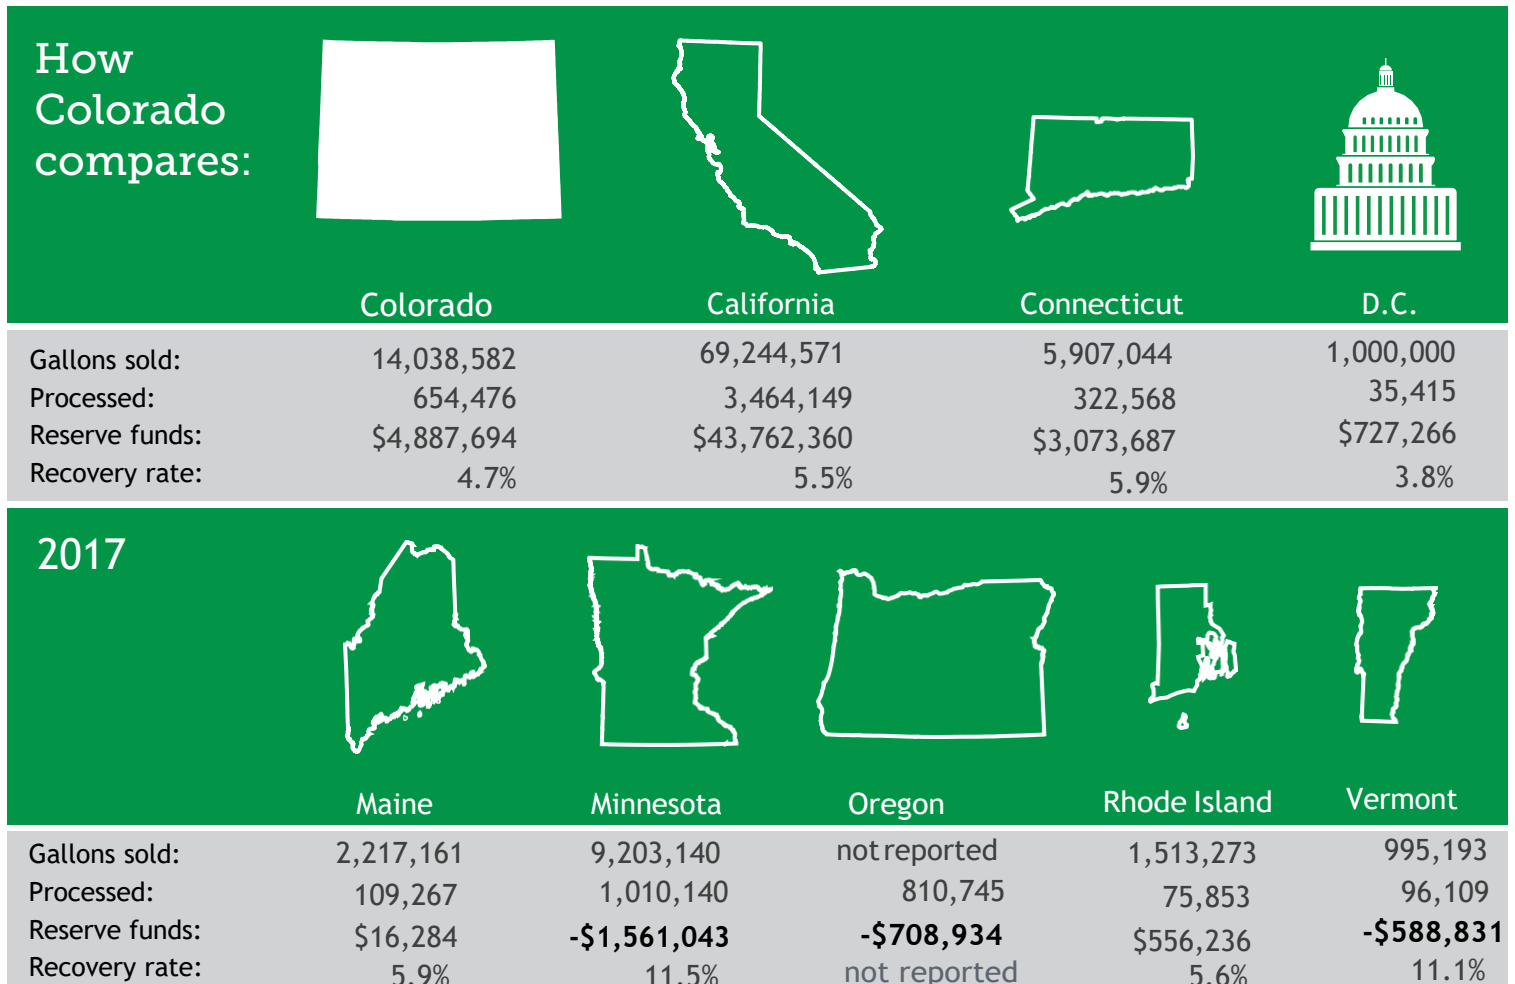 How
Colorado
compares:
Colorado California Connecticut D.C.
Gallons sold: 14,038,582 69,244,571 5,907,044 1,000,000
Processed: 654,476 3,464,149 322,568 35,415
Reserve funds: $4,887,694 $43,762,360 $3,073,687 $727,266
Recovery rate: 4.7% 5.5% 5.9% 3.8%
2017
Maine Minnesota Oregon Rhode Island Vermont
Gallons sold: 2,217,161 9,203,140 not reported 1,513,273 995,193
Processed: 109,267 1,010,140 810,745 75,853 96,109
Reserve funds: $16,284 -$1,561,043 -$708,934 $556,236 -$588,831
Recovery rate: 5.9% 11.5% not reported 5.6% 11.1%